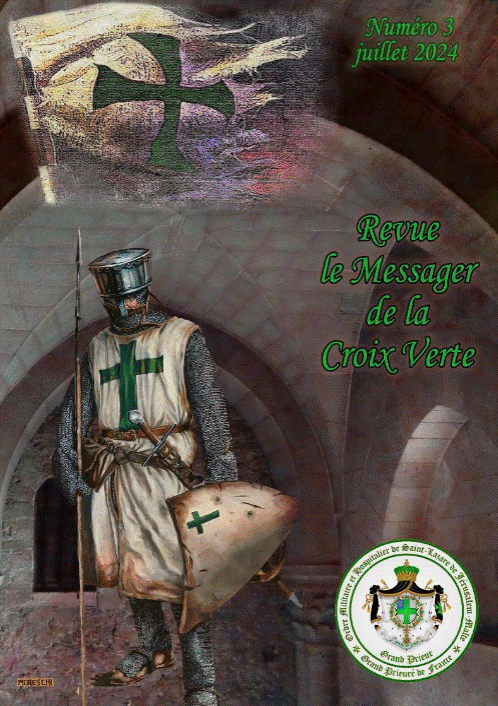 Numéro 3
juillet 2024
Revue
le Messager
de la
Croix Verte
Ordre Militaire et Hospitalier de Saint-Lazare de Jérusalem-Malte
Grand Prieur
Grand Prieuré de France
MORESCHI